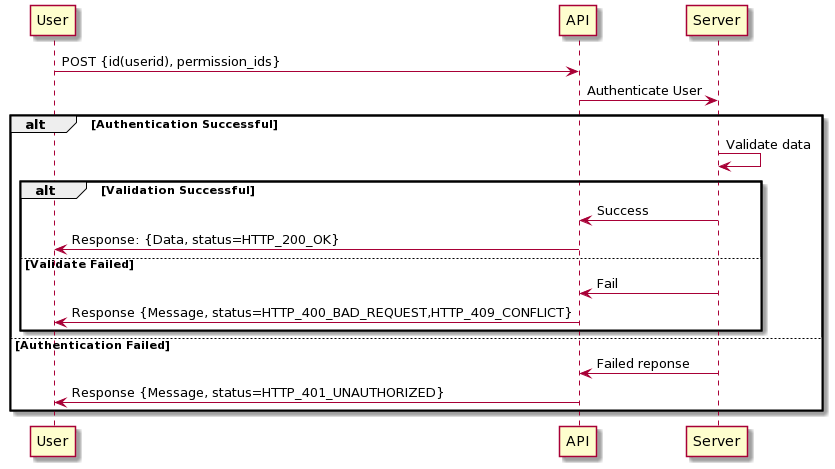 User API Server
POST {id(userid), permission_ids}
Authenticate User
alt [Authentication Successful]
Validate data
alt [Validation Successful]
Success
Response: {Data, status=HTTP_200_OK}
[Validate Failed]
Fail
Response {Message, status=HTTP_400_BAD_REQUEST,HTTP_409_CONFLICT}
[Authentication Failed]
Failed reponse
Response {Message, status=HTTP_401_UNAUTHORIZED}
User API Server